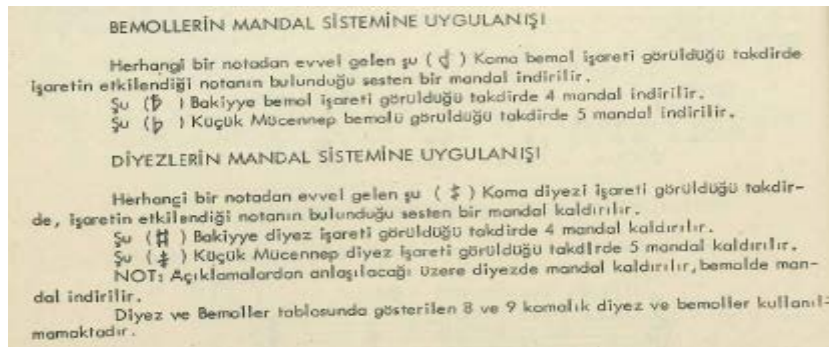 BEMOLLERİN MANDAL SİSTEMİNE UYGULANIŞI
Herhangi bir notadan evvel gelen şu ( ) Koma bemol işareti görüldüğü takdirde
işaretin etkilendiği notanın bulunduğu sesten bir mandal indirilir.
Şu ( ) Bakiyye bemol işareti görüldüğü takdirde 4 mandal indirilir.
Şu (♭ ) Küçük Mücennep bemolü görüldüğü takdirde 5 mandal indirilir.
DİYEZLERİN MANDAL SİSTEMİNE UYGULANIŞI
Herhangi bir notadan evvel gelen şu ( ) Koma diyezi işareti görüldüğü takdir-
de, işaretin etkilendiği notanın bulunduğu sesten bir mandal kaldırılır.
Şu (♯) Bakiyye diyez işareti görüldüğü takdirde 4 mandal kaldırılır.
Şu ( ) Küçük Mücennep diyez işareti görüldüğü takdirde 5 mandal kaldırılır.
NOT: Açıklamalardan anlaşılacağı üzere diyezde mandal kaldırılır, bemolde man-
dal indirilir.
Diyez ve Bemoller tablosunda gösterilen 8 ve 9 komalık diyez ve bemoller kullanıl-
mamaktadır.